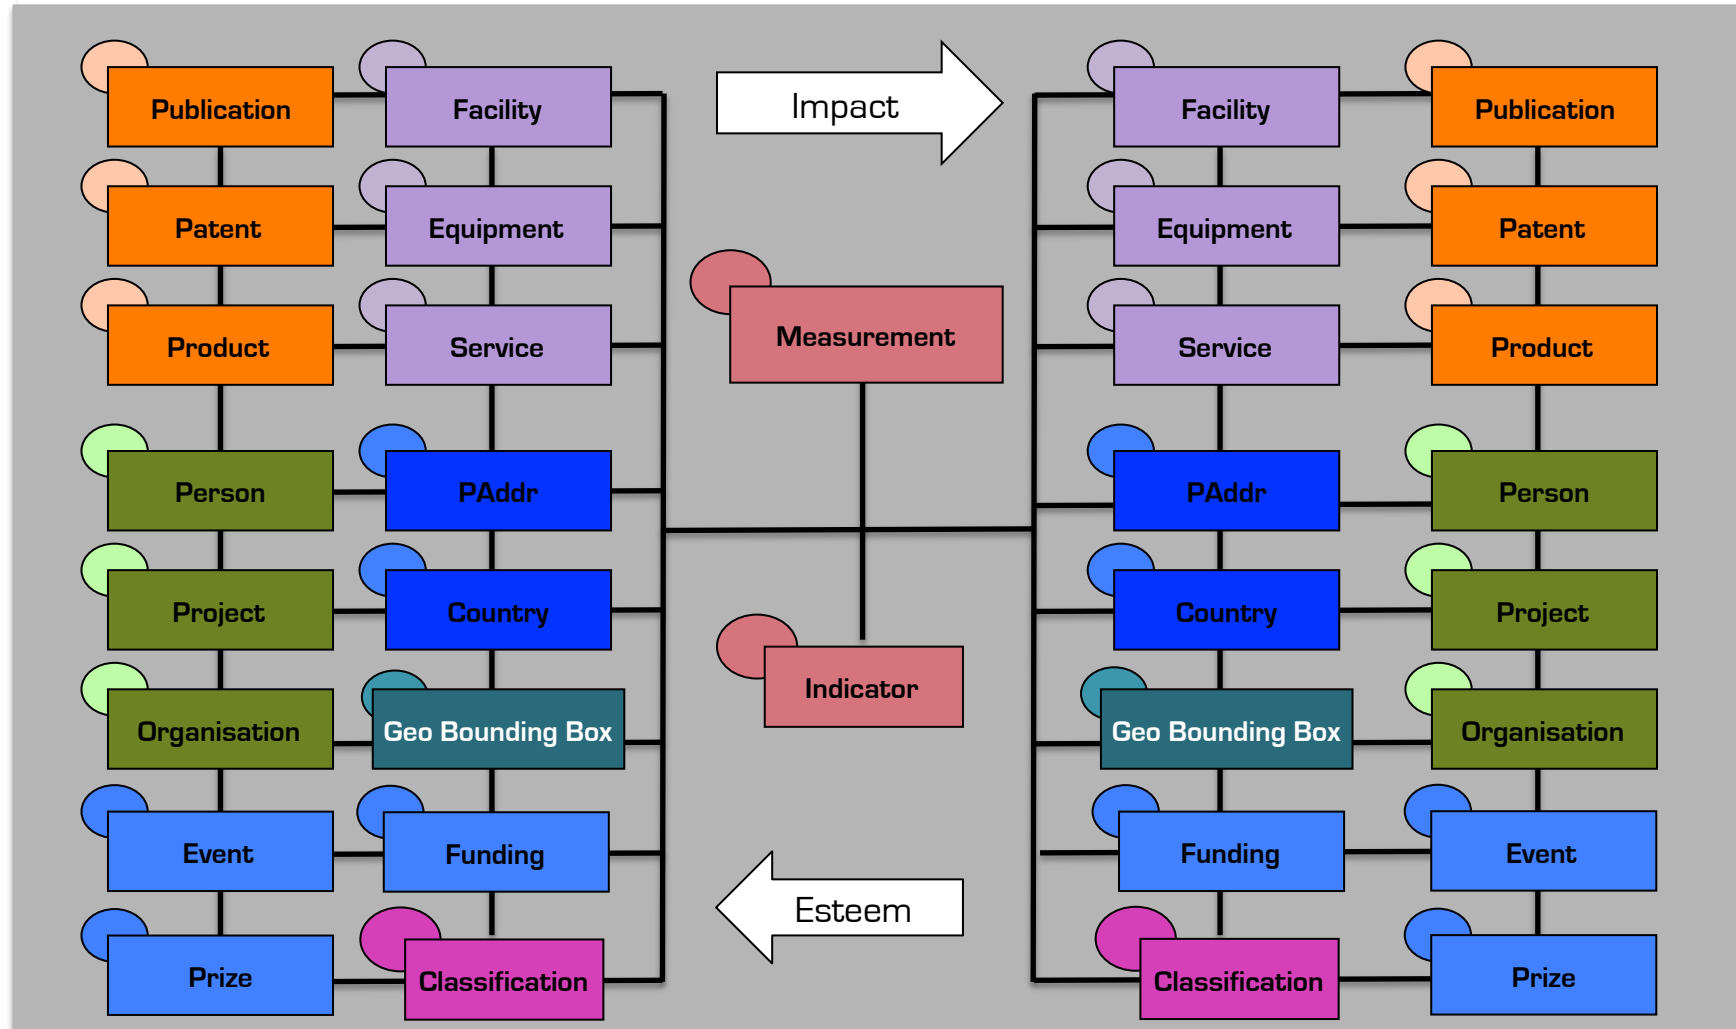 Publication
Facility
Impact
Facility
Publication
Patent
Equipment
Equipment
Patent
Product
Service
Measurement
Service
Product
Person
PAddr
PAddr
Person
Project
Country
Country
Project
Organisation
Geo Bounding Box
Indicator
Geo Bounding Box
Organisation
Event
Funding
Esteem
Funding
Event
Prize
Classification
Classification
Prize